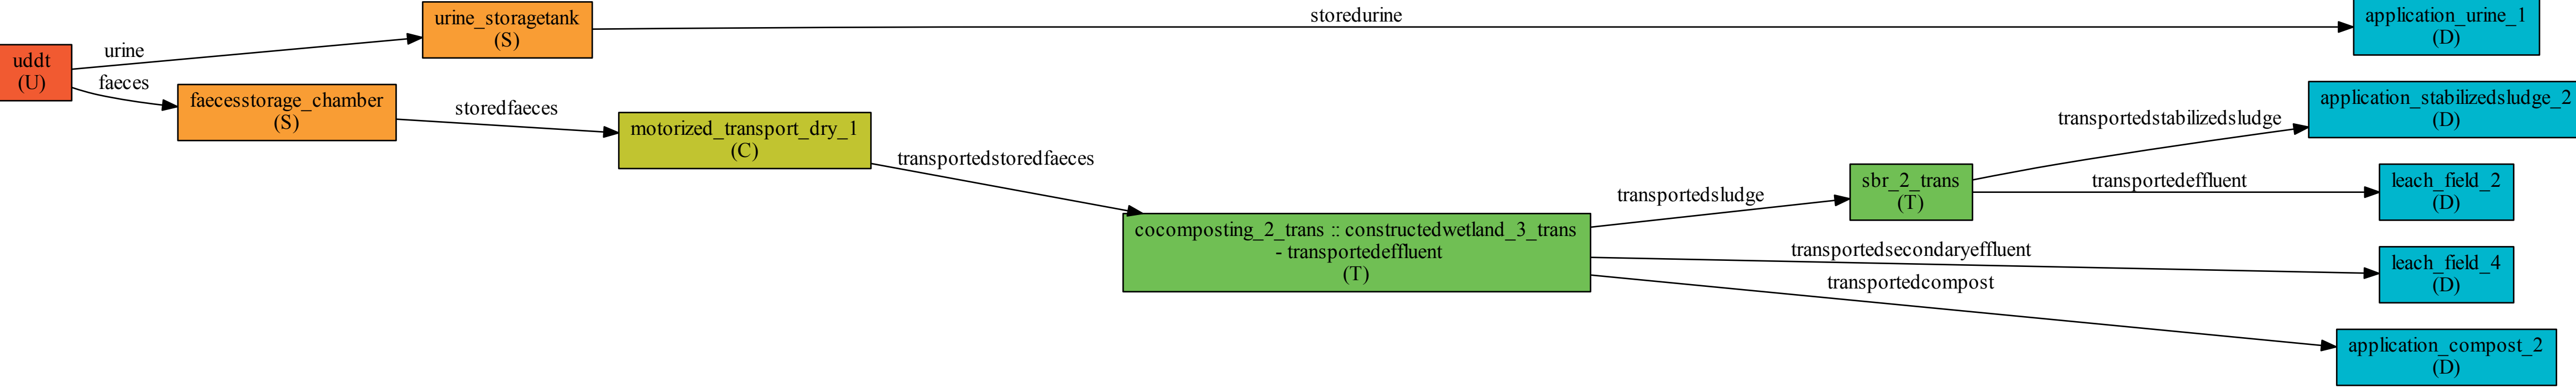 uddt
(U)
urine
faeces
urine_storagetank
(S)
faecesstorage_chamber
(S)
storedurine
storedfaeces
motorized_transport_dry_1
(C)
transportedstoredfaeces
cocomposting_2_trans :: constructedwetland_3_trans
- transportedeffluent
(T)
transportedsludge
transportedsecondaryeffluent
transportedcompost
sbr_2_trans
(T)
transportedstabilizedsludge
transportedeffluent
application_urine_1
(D)
application_stabilizedsludge_2
(D)
leach_field_2
(D)
leach_field_4
(D)
application_compost_2
(D)